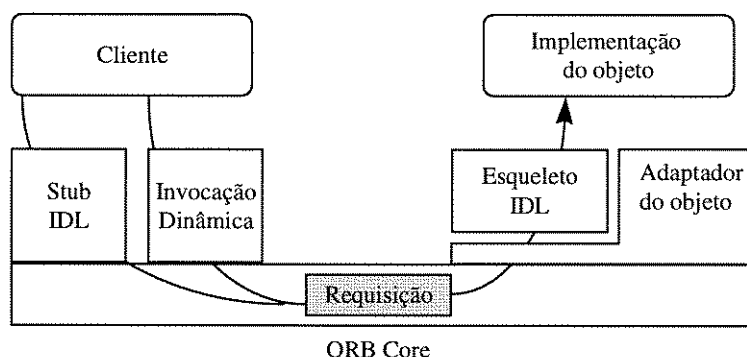 Cliente
Implementação
do objeto
Stub
IDL
Invocação
Dinâmica
Esqueleto
IDL
Adaptador
do objeto
Requisição
ORB Core